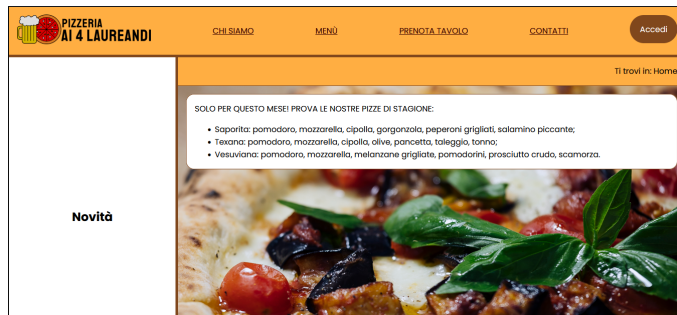 PIZZERIA
AI 4 LAUREANDI
CHI SIAMO
MENÙ
PRENOTA TAVOLO
CONTATTI
Accedi
Ti trovi in: Home
SOLO PER QUESTO MESE! PROVA LE NOSTRE PIZZE DI STAGIONE:
Saporita: pomodoro, mozzarella, cipolla, gorgonzola, peperoni grigliati, salamino piccante;
Texana: pomodoro, mozzarella, cipolla, olive, pancetta, taleggio, tonno;
Vesuviana: pomodoro, mozzarella, melanzane grigliate, pomodorini, prosciutto crudo, scamorza.
Novità